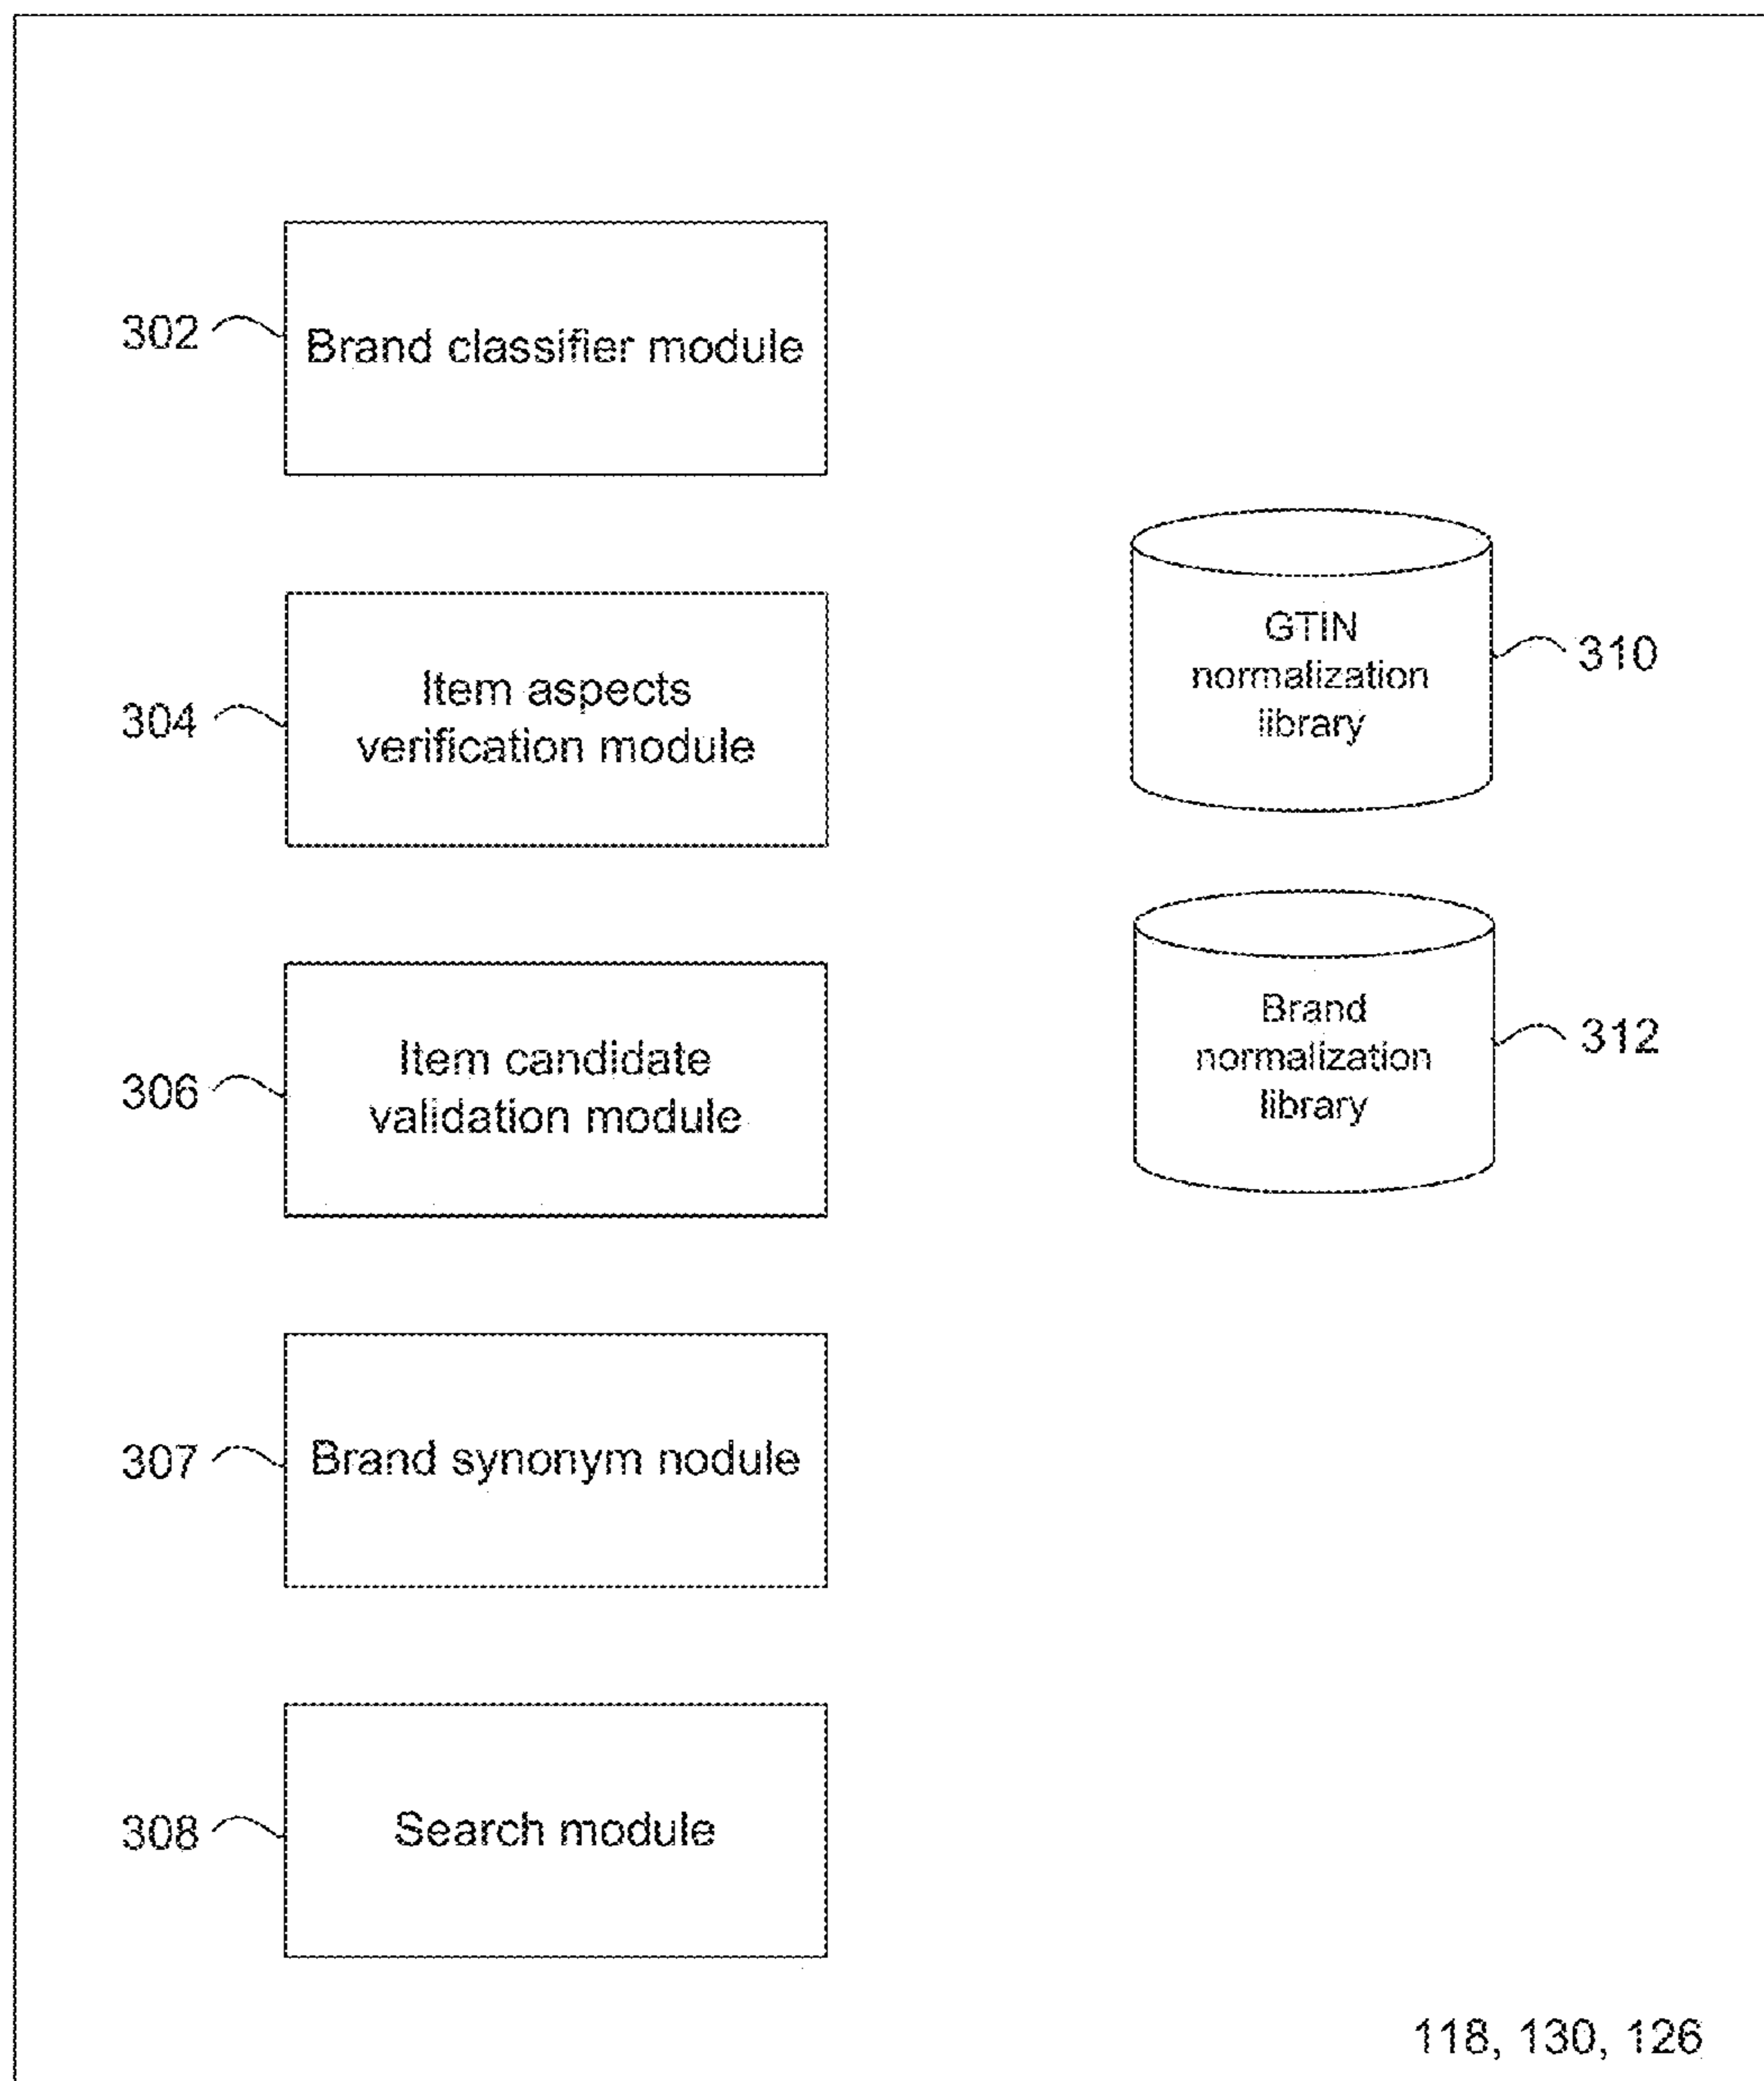 302
Brand classifier module
304
Item aspects
verification module
GTIN
normalization
library
310
306
Item candidate
validation module
Brand
normalization
library
312
307
Brand synonym nodule
308
Search module
118, 130, 126